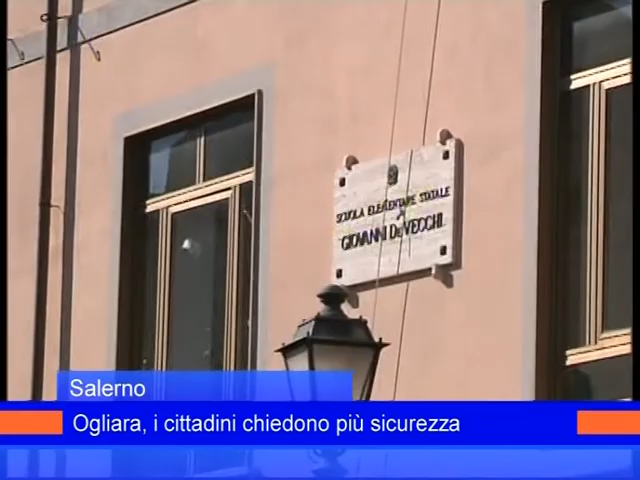 SCUOLA ELEMENTARE STATALE
GIOVANNI DE VECCHI
Salerno
Ogliara, i cittadini chiedono più sicurezza